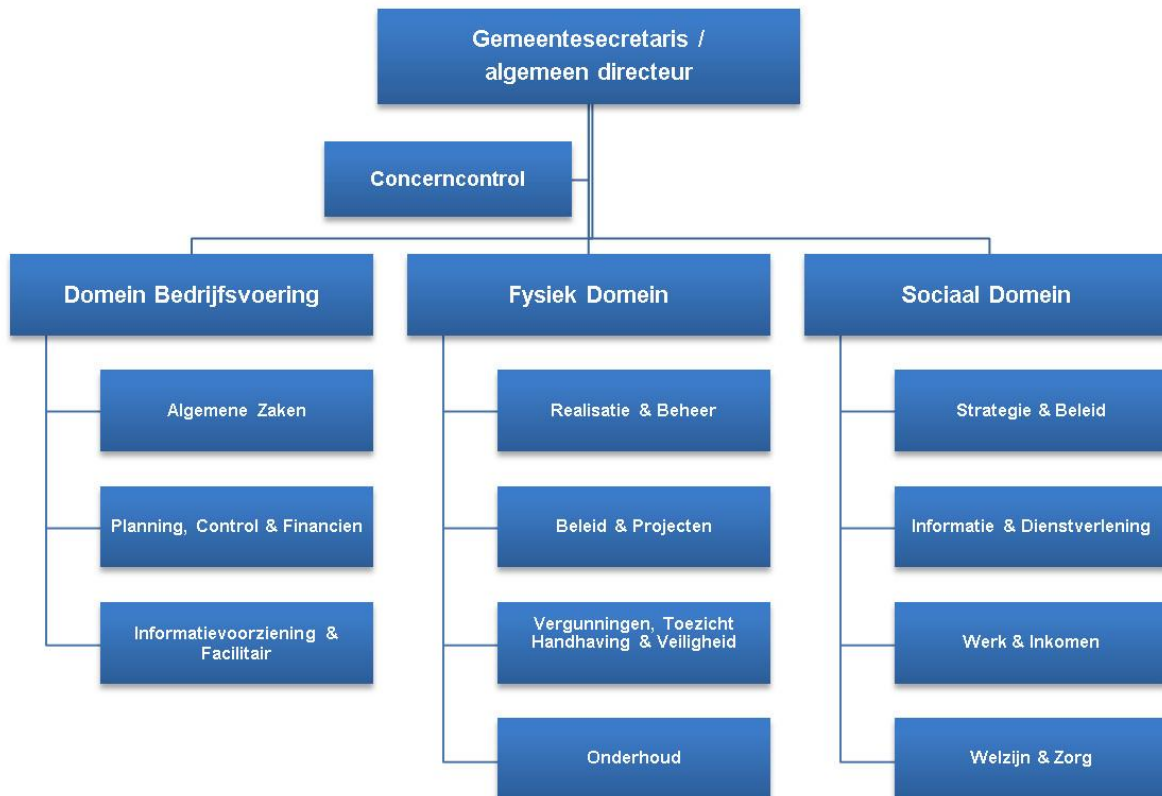 Gemeentesecretaris /
algemeen directeur
Concerncontrol
Domein Bedrijfsvoering
Algemene Zaken
Planning, Control & Financien
Informatievoorziening &
Facilitair
Fysiek Domein
Realisatie & Beheer
Beleid & Projecten
Vergunningen, Toezicht
Handhaving & Veiligheid
Onderhoud
Sociaal Domein
Strategie & Beleid
Informatie & Dienstverlening
Werk & Inkomen
Welzijn & Zorg